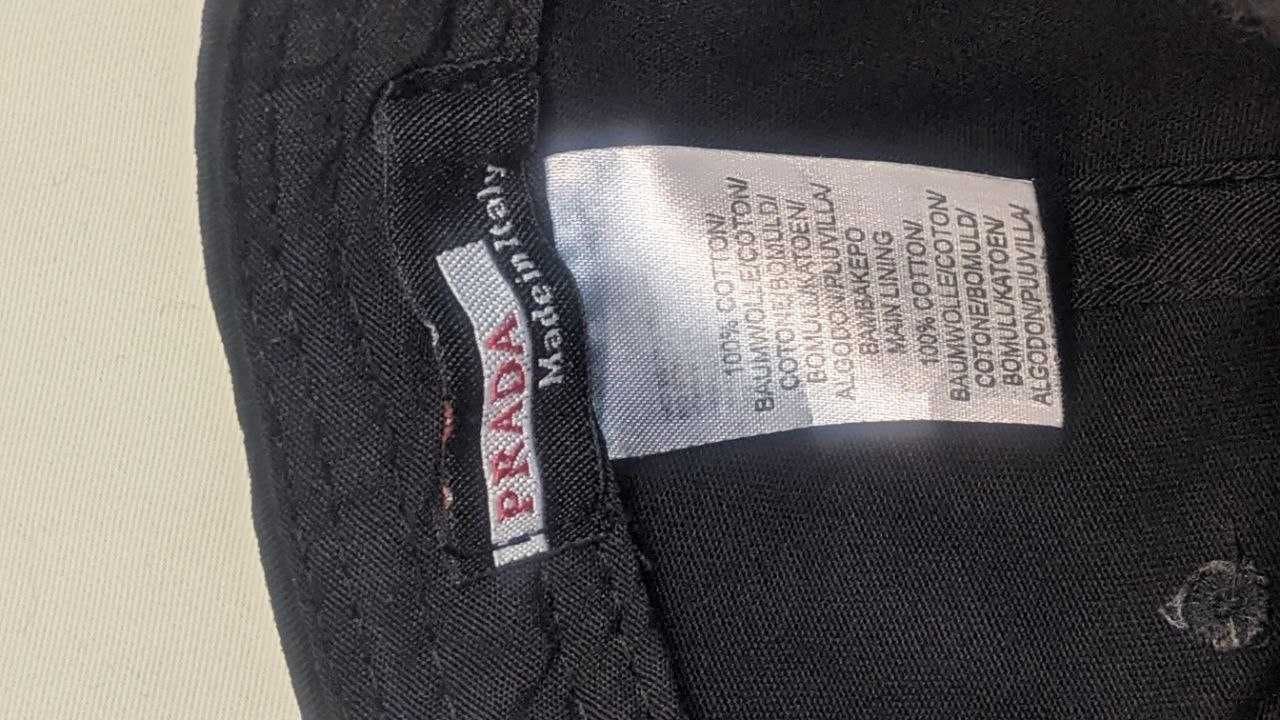 PRADA
Made in Italy
100% COTTON/
BAUMWOLLE/COTON/
COTONE/BOMULD/
BOMULL/KATOEN/
ALGODON/PUUVILLA/
BAMBAKEPO
MAIN LINING
100% COTTON/
BAUMWOLLE/COTON/
COTONE/BOMULD/
BOMULL/KATOEN/
ALGODON/PUUVILLA/